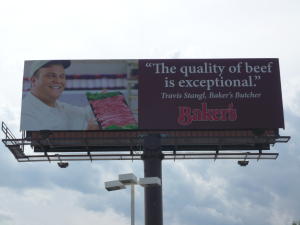 "The quality of beef
is exceptional."
Travis Stangl, Baker's Butcher
Baker's